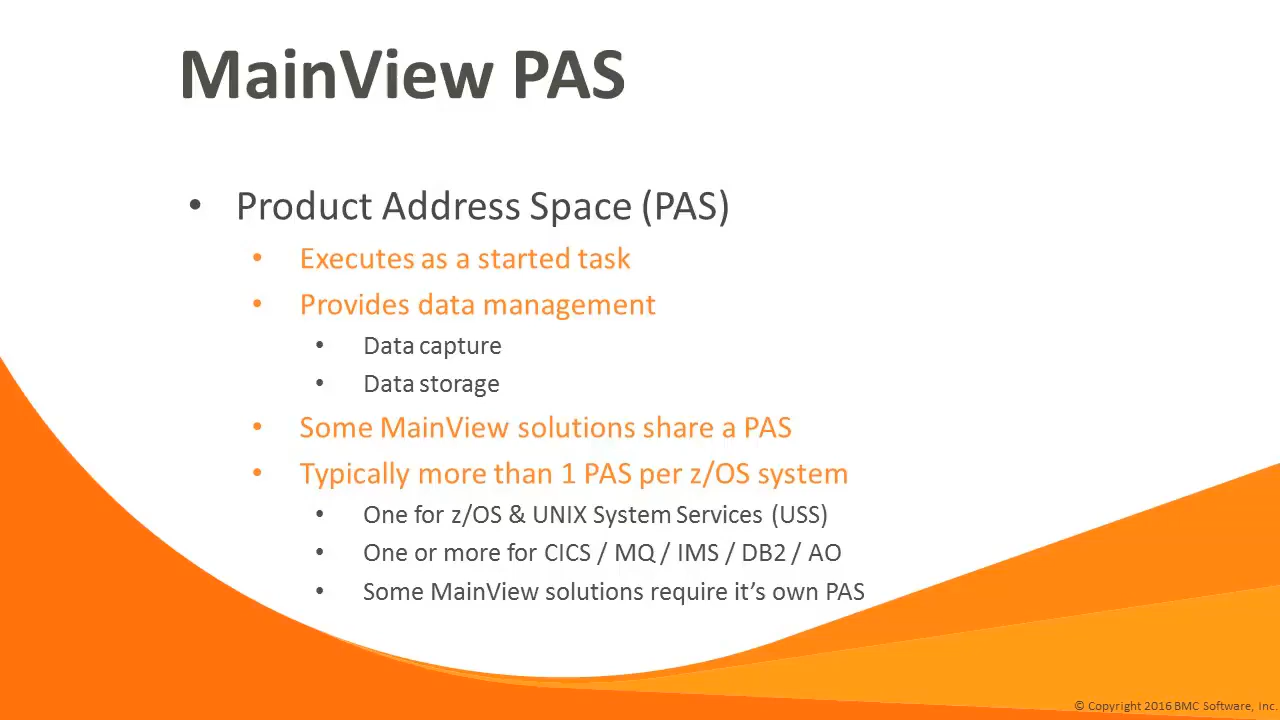 MainView PAS
• Product Address Space (PAS)
• Executes as a started task
• Provides data management
• Data capture
• Data storage
• Some MainView solutions share a PAS
• Typically more than 1 PAS per z/OS system
• One for z/OS & UNIX System Services (USS)
• One or more for CICS / MQ / IMS / DB2 / AO
• Some MainView solutions require it's own PAS
© Copyright 2016 BMC Software, Inc.